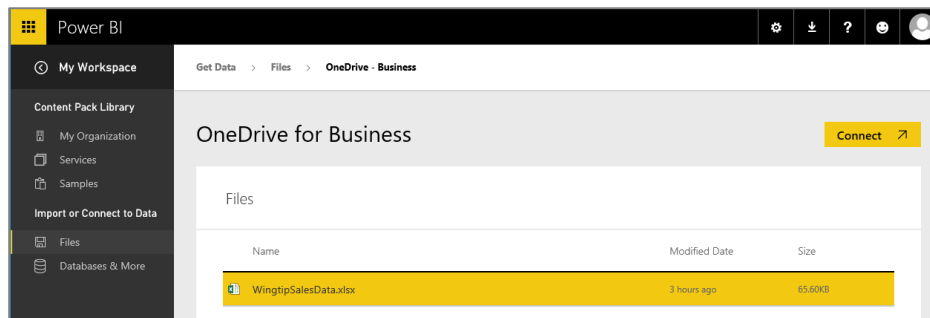 Power BI
?
My Workspace
Get Data > Files > OneDrive - Business
Content Pack Library
My Organization
Services
Samples
Import or Connect to Data
Files
Databases & More
OneDrive for Business
Connect
Files
Name Modified Date Size
WingtipSalesData.xlsx 3 hours ago 65.60KB